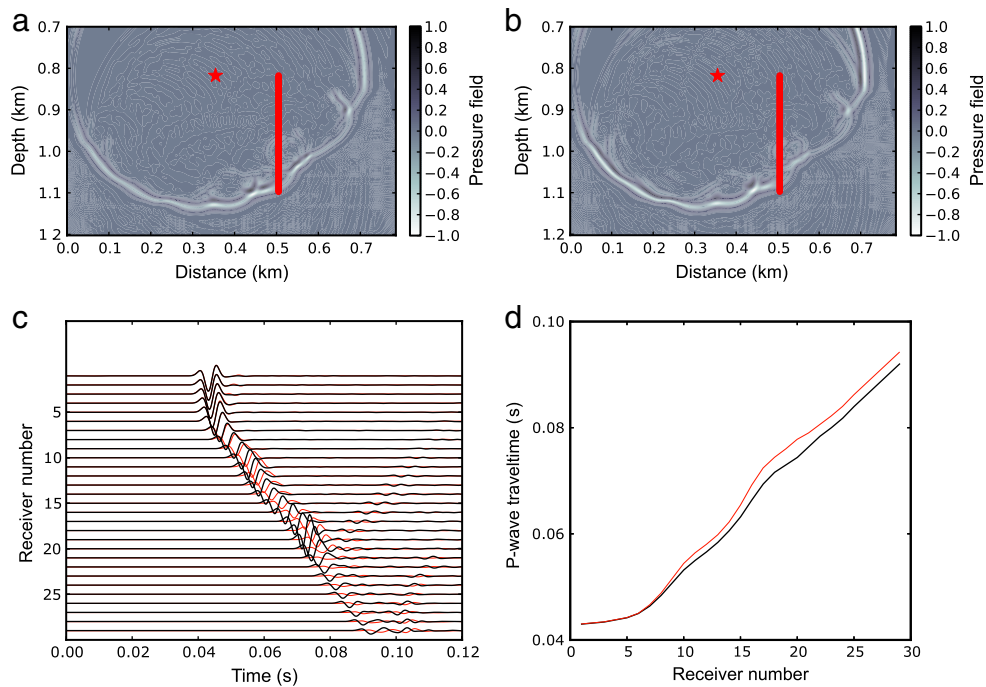 a
0.7
0.8
0.9
1.0
1.1
1.2
Depth (km)
0.0 0.1 0.2 0.3 0.4 0.5 0.6 0.7
Distance (km)
1.0
0.8
0.6
0.4
0.2
0.0
−0.2
−0.4
−0.6
−0.8
−1.0
Pressure field
b
0.7
0.8
0.9
1.0
1.1
1.2
Depth (km)
0.0 0.1 0.2 0.3 0.4 0.5 0.6 0.7
Distance (km)
1.0
0.8
0.6
0.4
0.2
0.0
−0.2
−0.4
−0.6
−0.8
−1.0
Pressure field
c
5
10
15
20
25
Receiver number
0.00 0.02 0.04 0.06 0.08 0.10 0.12
Time (s)
d
0.10
0.08
0.06
0.04
P-wave traveltime (s)
0 5 10 15 20 25 30
Receiver number